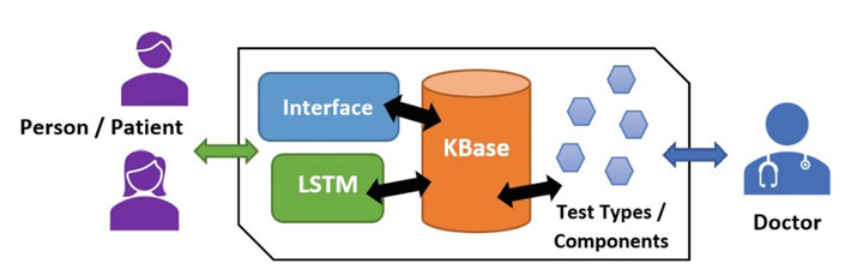 Person / Patient
Interface
LSTM
KBase
Test Types /
Components
Doctor